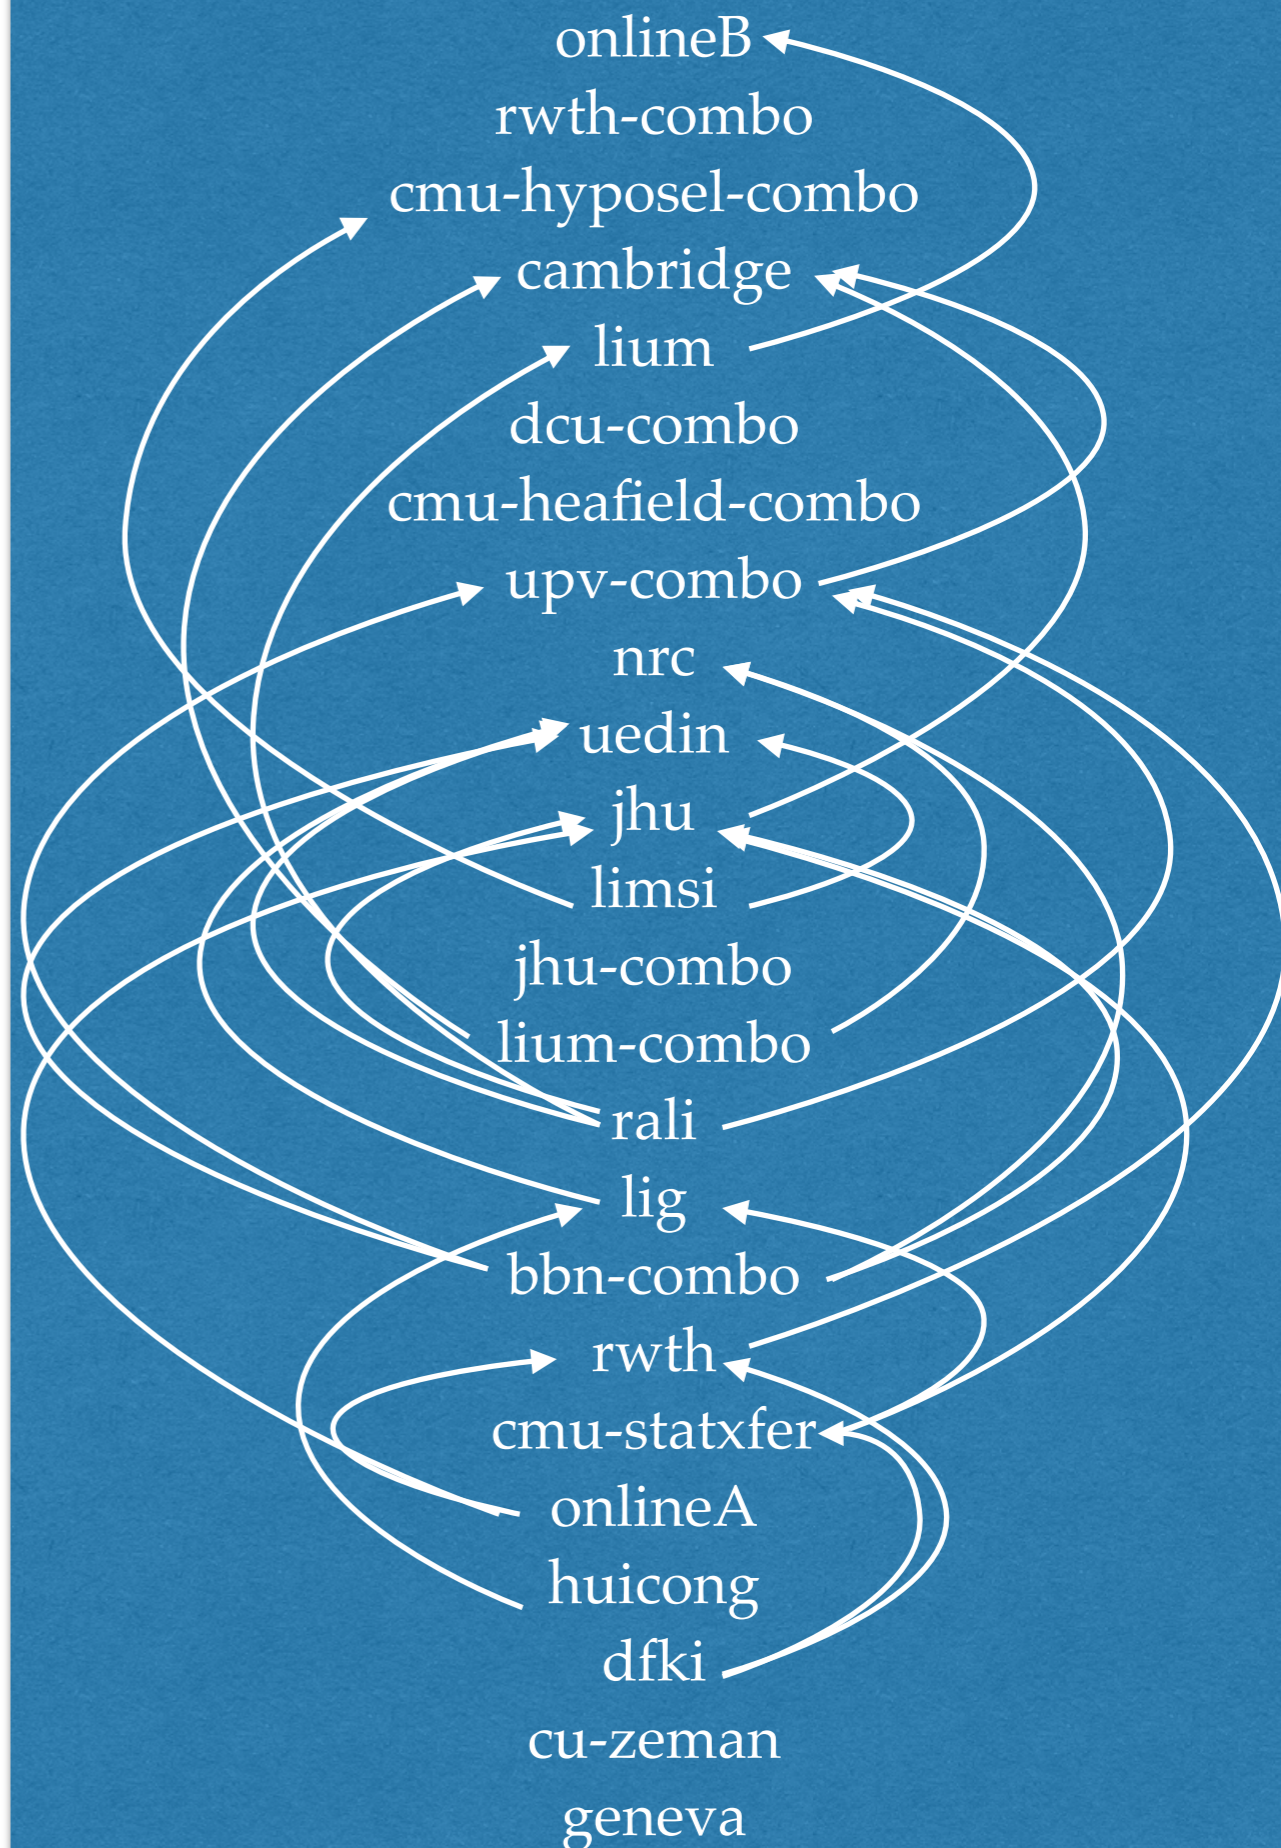 onlineB
rwth-combo
cmu-hyposel-combo
cambridge
lium
dcu-combo
cmu-heafield-combo
upv-combo
nrc
uedin
jhu
limsi
jhu-combo
lium-combo
rali
lig
bbn-combo
rwth
cmu-statxfer
onlineA
huicong
dfki
cu-zeman
geneva